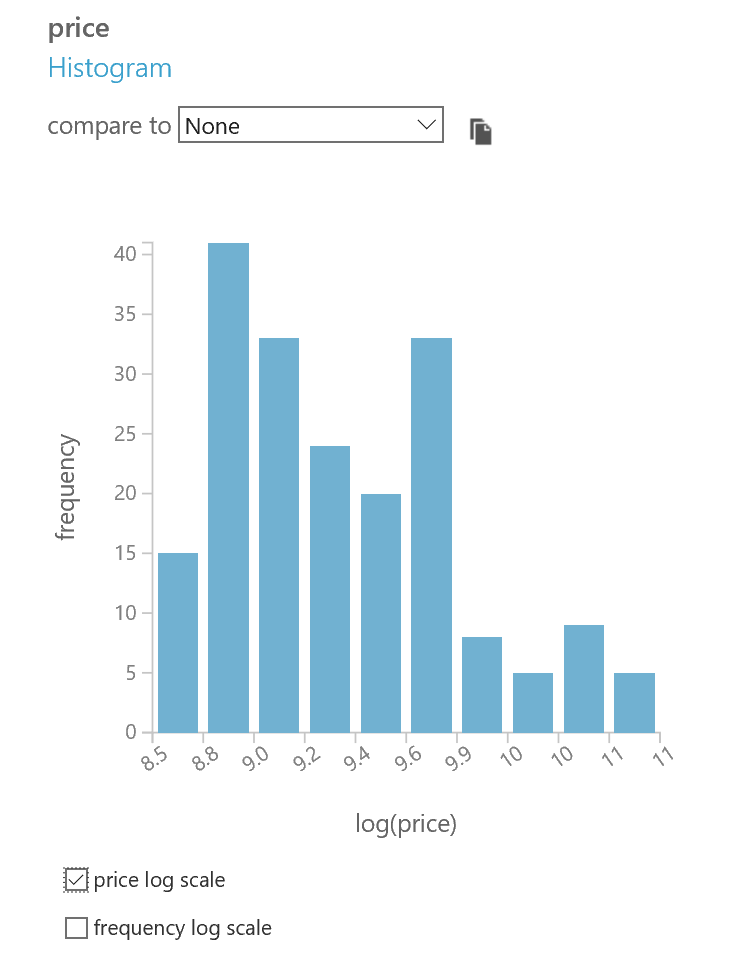 price
Histogram
compare to None
40
35
30
25
20
15
10
5
0
frequency
8.5 8.8 9.0 9.2 9.4 9.6 9.9 10 10 11 11
log(price)
price log scale
frequency log scale